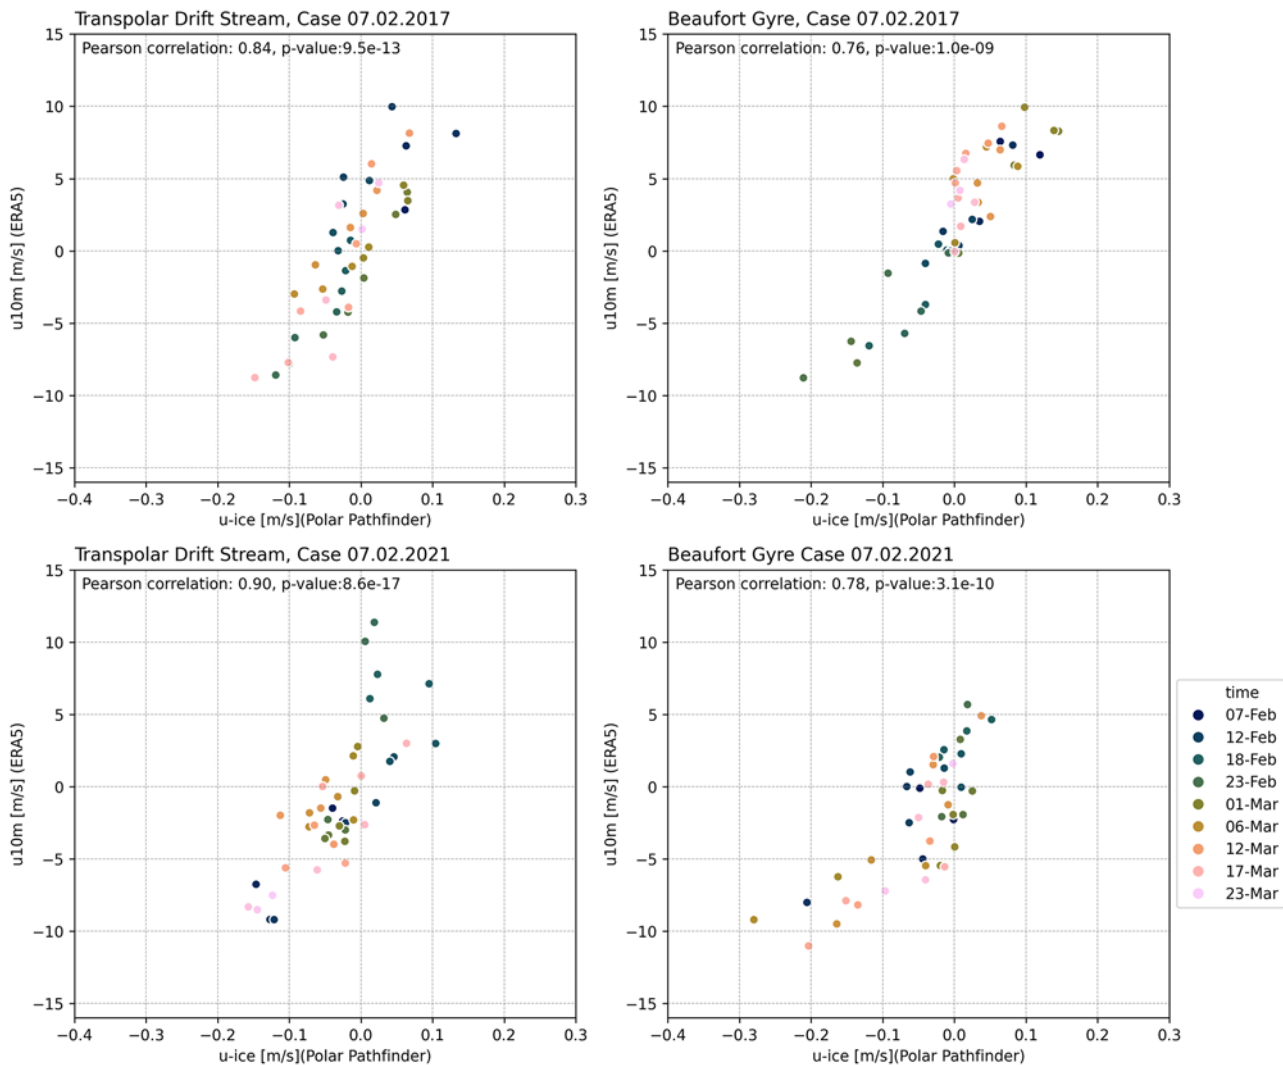 Transpolar Drift Stream, Case 07.02.2017
Pearson correlation: 0.84, p-value:9.5e-13
15
10
5
0
−5
−10
−15
u10m [m/s] (ERA5)
−0.4 −0.3 −0.2 −0.1 0.0 0.1 0.2 0.3
u-ice [m/s](Polar Pathfinder)
Beaufort Gyre, Case 07.02.2017
Pearson correlation: 0.76, p-value:1.0e-09
15
10
5
0
−5
−10
−15
u10m [m/s] (ERA5)
−0.4 −0.3 −0.2 −0.1 0.0 0.1 0.2 0.3
u-ice [m/s](Polar Pathfinder)
Transpolar Drift Stream, Case 07.02.2021
Pearson correlation: 0.90, p-value:8.6e-17
15
10
5
0
−5
−10
−15
u10m [m/s] (ERA5)
−0.4 −0.3 −0.2 −0.1 0.0 0.1 0.2 0.3
u-ice [m/s](Polar Pathfinder)
Beaufort Gyre Case 07.02.2021
Pearson correlation: 0.78, p-value:3.1e-10
15
10
5
0
−5
−10
−15
u10m [m/s] (ERA5)
−0.4 −0.3 −0.2 −0.1 0.0 0.1 0.2 0.3
u-ice [m/s](Polar Pathfinder)
time
07-Feb
12-Feb
18-Feb
23-Feb
01-Mar
06-Mar
12-Mar
17-Mar
23-Mar